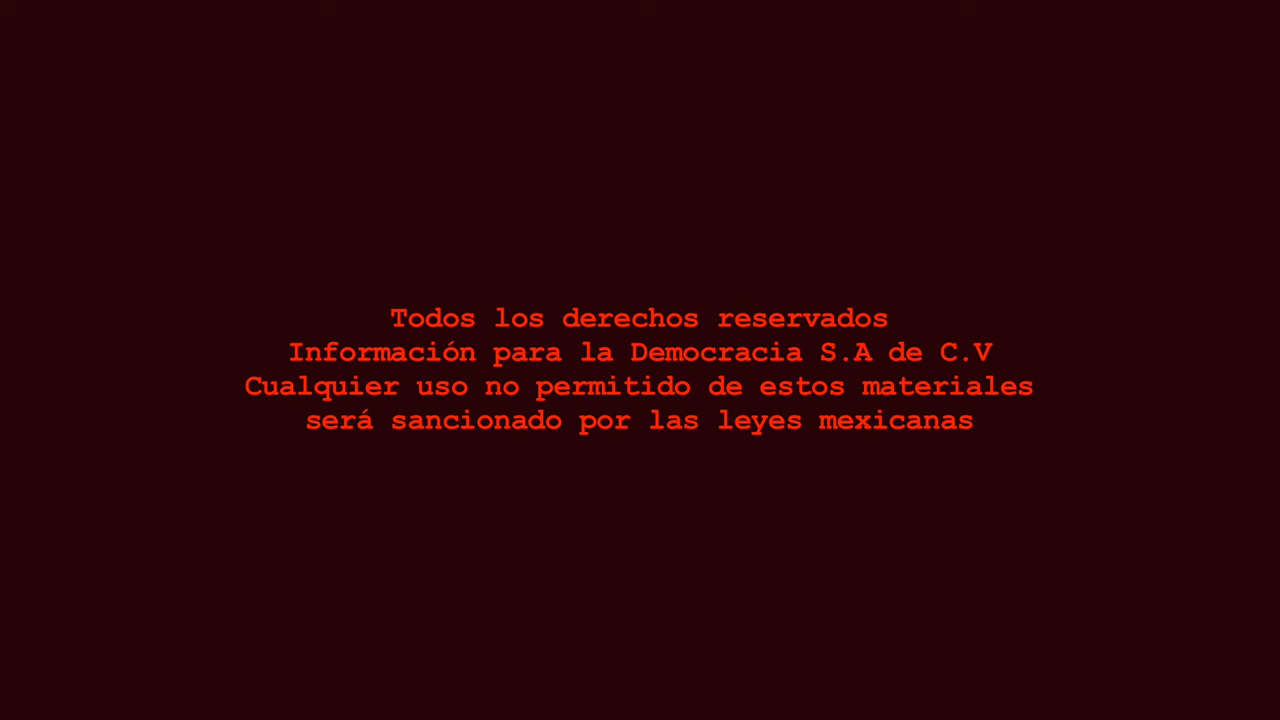 Todos los derechos reservados
Información para la Democracia S.A de C.V
Cualquier uso no permitido de estos materiales
será sancionado por las leyes mexicanas